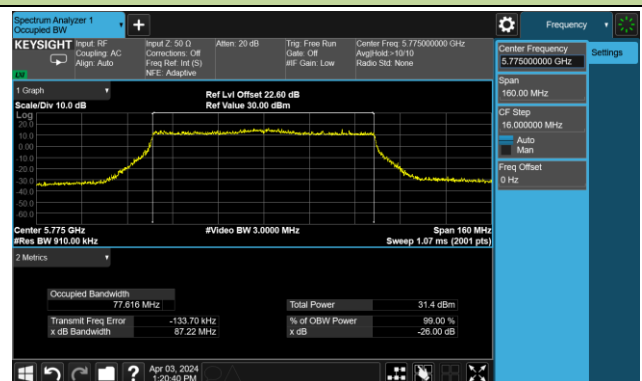 Spectrum Analyzer 1
Occupied BW
Frequency
KEYSIGHT
Input: RF
Coupling: AC
Align: Auto
Input Z: 50 Ω
Corrections: Off
Freq Ref: Int (S)
NFE: Adaptive
Atten: 20 dB
Trig: Free Run
Gate: Off
#IF Gain: Low
Center Freq: 5.775000000 GHz
Avg|Hold:>10/10
Radio Std: None
Center Frequency
5.775000000 GHz
Settings
Span
160.00 MHz
CF Step
16.000000 MHz
Auto
Man
Freq Offset
0 Hz
1 Graph
Scale/Div 10.0 dB
Ref Lvl Offset 22.60 dB
Ref Value 30.00 dBm
Log
20.0
10.0
0.00
-10.0
-20.0
-30.0
-40.0
-50.0
-60.0
Center 5.775 GHz
#Res BW 910.00 kHz
#Video BW 3.0000 MHz
Span 160 MHz
Sweep 1.07 ms (2001 pts)
2 Metrics
Occupied Bandwidth
77.616 MHz
Total Power 31.4 dBm
Transmit Freq Error -133.70 kHz
% of OBW Power 99.00 %
x dB Bandwidth 87.22 MHz
x dB -26.00 dB
?
Apr 03, 2024
1:20:40 PM